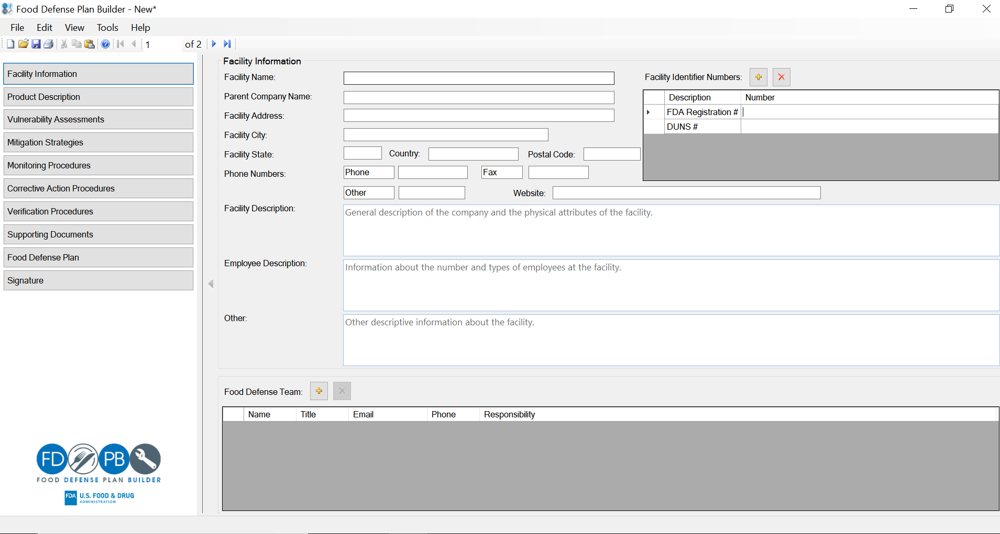 Food Defense Plan Builder - New*
File Edit View Tools Help
1 of 2
Facility Information
Product Description
Vulnerability Assessments
Mitigation Strategies
Monitoring Procedures
Corrective Action Procedures
Verification Procedures
Supporting Documents
Food Defense Plan
Signature
FD PB
FOOD DEFENSE PLAN BUILDER
FDA U.S. FOOD & DRUG
ADMINISTRATION
Facility Information
Facility Name:
Parent Company Name:
Facility Address:
Facility City:
Facility State: Country: Postal Code:
Phone Numbers: Phone Fax
Other Website:
Facility Identifier Numbers:
Description Number
FDA Registration #
DUNS #
Facility Description: General description of the company and the physical attributes of the facility.
Employee Description: Information about the number and types of employees at the facility.
Other: Other descriptive information about the facility.
Food Defense Team:
Name Title Email Phone Responsibility